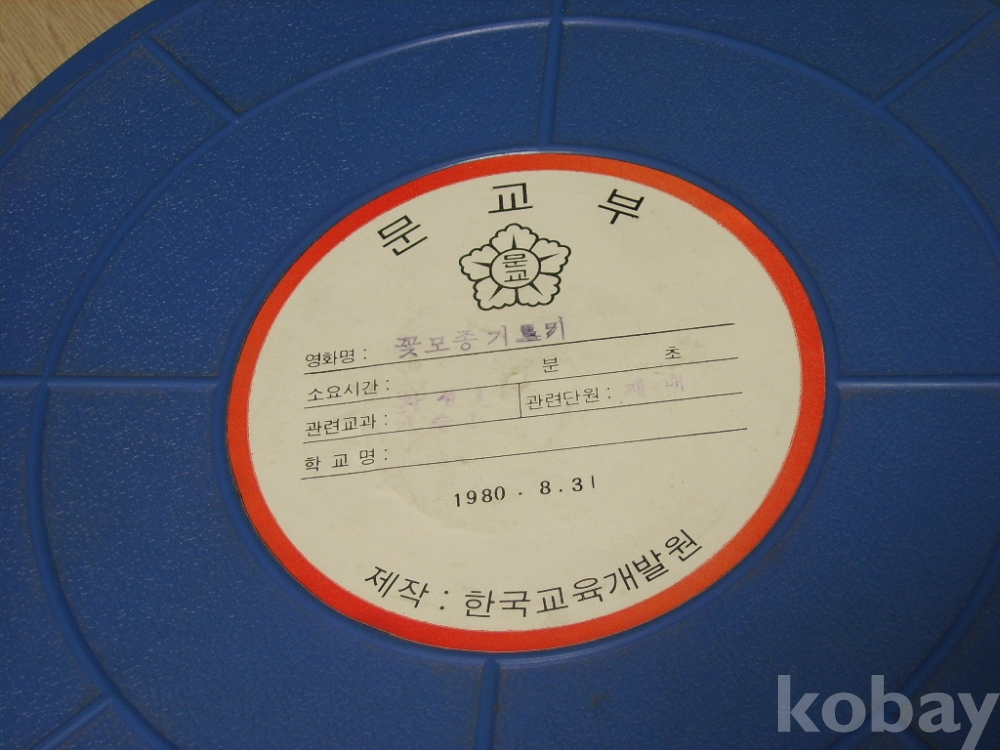 문교부
문교
영화명 : 꽃모종기르기
소요시간 : 분 초
관련교과 : 관련단원 : 재배
학교명 :
1980 . 8 . 31
제작 : 한국교육개발원
kobay